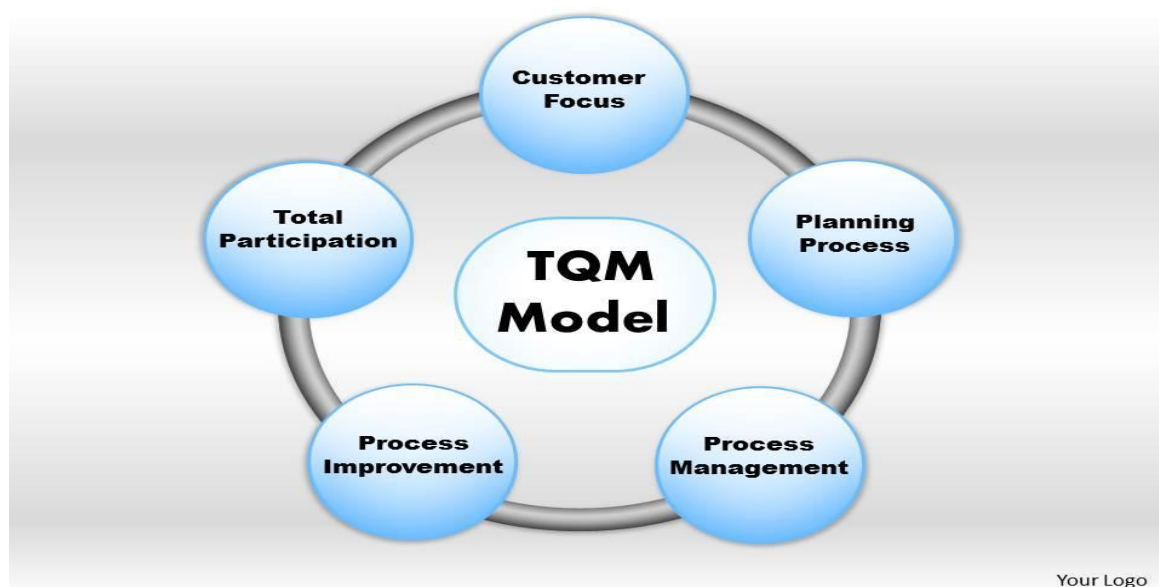 Customer
Focus
Total
Participation
Planning
Process
TQM
Model
Process
Improvement
Process
Management
Your Logo